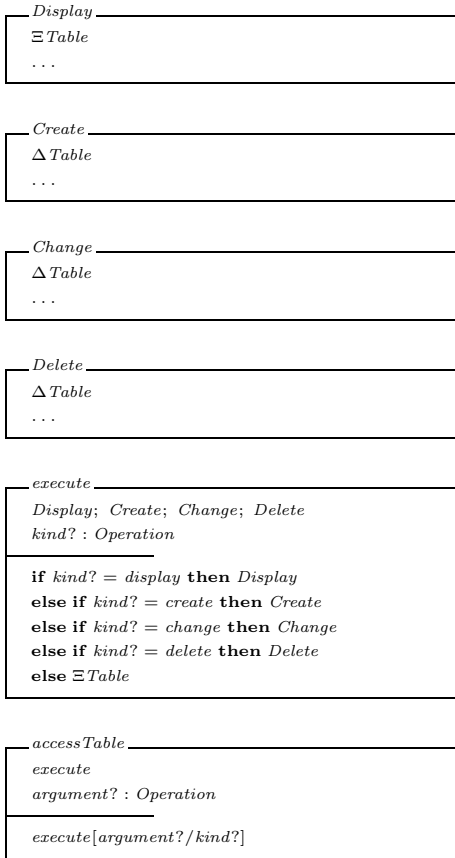 Display
Ξ Table
. . .
Create
Δ Table
. . .
Change
Δ Table
. . .
Delete
Δ Table
. . .
execute
Display; Create; Change; Delete
kind? : Operation
if kind? = display then Display
else if kind? = create then Create
else if kind? = change then Change
else if kind? = delete then Delete
else Ξ Table
accessTable
execute
argument? : Operation
execute[argument?/kind?]